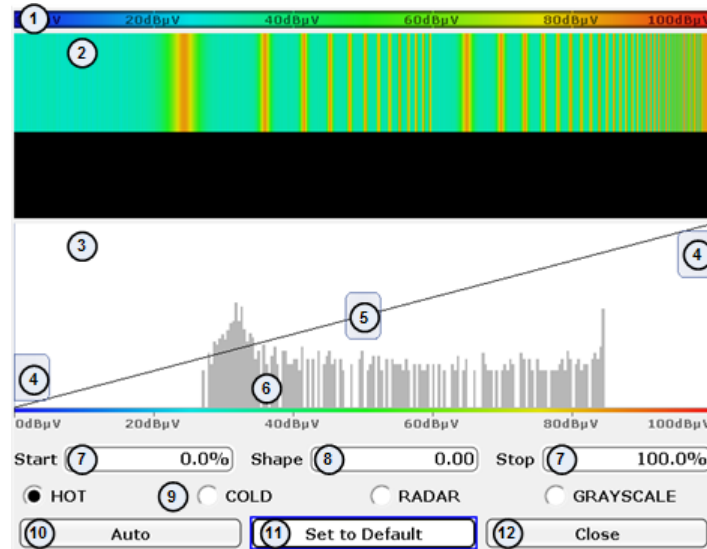 1 V 20dBµV 40dBµV 60dBµV 80dBµV 100dBµV
2
3
4
5
4
6
0dBµV 20dBµV 40dBµV 60dBµV 80dBµV 100dBµV
Start 7 0.0% Shape 8 0.00 Stop 7 100.0%
HOT 9 COLD RADAR GRAYSCALE
10 Auto 11 Set to Default 12 Close